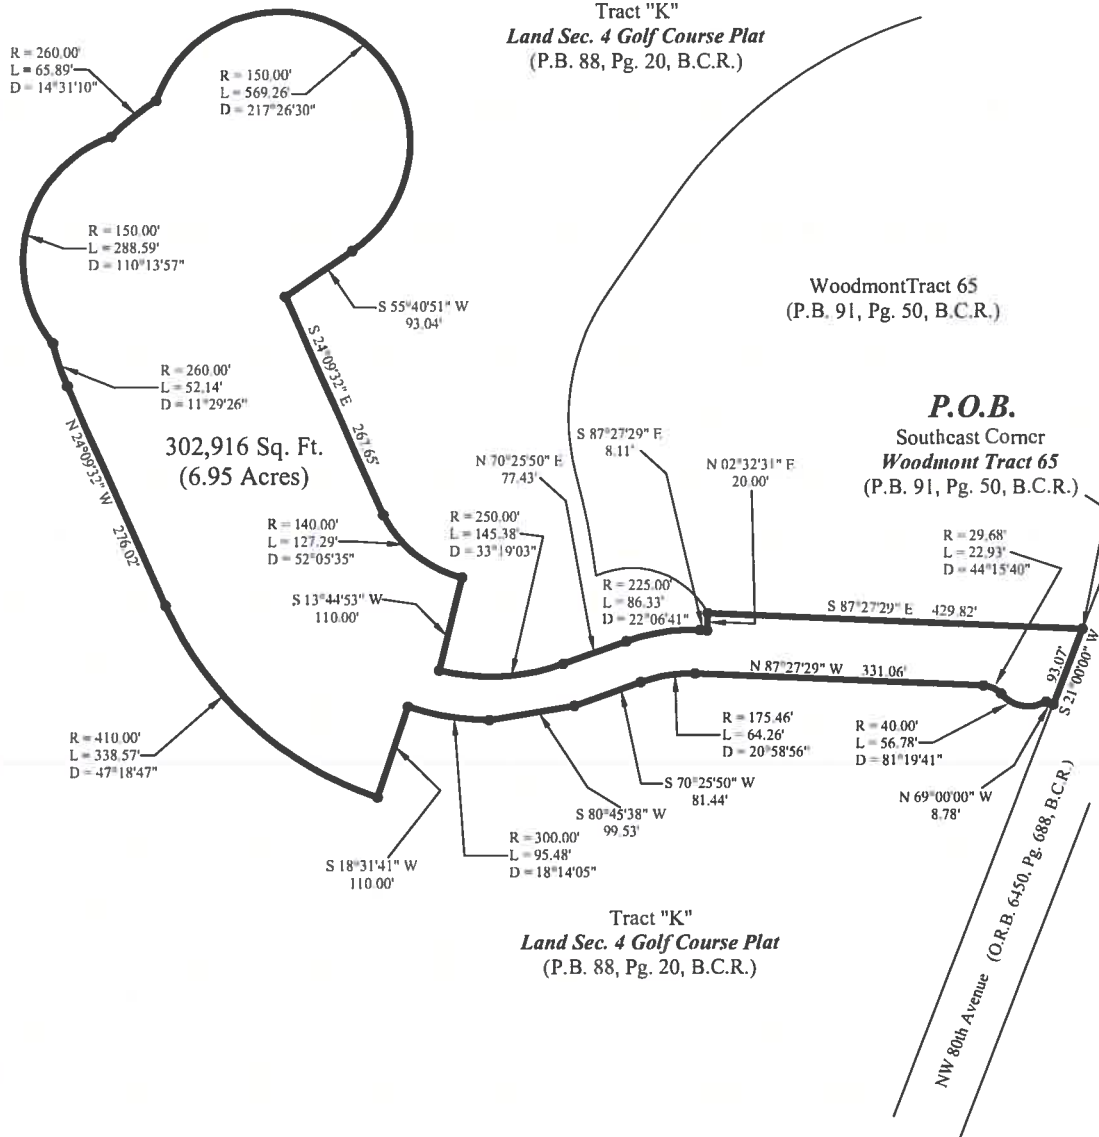 Tract "K"
Land Sec. 4 Golf Course Plat
(P.B. 88, Pg. 20, B.C.R.)
R = 260.00'
L = 65.89'
D = 14°31'10"
R = 150.00'
L = 569.26'
D = 217°26'30"
R = 150.00'
L = 288.59'
D = 110°13'57"
S 55°40'51" W
93.04'
WoodmontTract 65
(P.B. 91, Pg. 50, B.C.R.)
R = 260.00'
L = 52.14'
D = 11°29'26"
S 24°09'32" E 267.65'
P.O.B.
Southeast Corner
Woodmont Tract 65
(P.B. 91, Pg. 50, B.C.R.)
302,916 Sq. Ft.
(6.95 Acres)
N 24°09'32" W 276.02'
S 87°27'29" E
8.11'
N 70°25'50" E
77.43'
N 02°32'31" E
20.00'
R = 140.00'
L = 127.29'
D = 52°05'35"
R = 250.00'
L = 145.38'
D = 33°19'03"
R = 29.68'
L = 22.93'
D = 44°15'40"
S 13°44'53" W
110.00'
R = 225.00'
L = 86.33'
D = 22°06'41"
S 87°27'29" E 429.82'
93.07'
S 21°00'00" W
N 87°27'29" W 331.06'
R = 410.00'
L = 338.57'
D = 47°18'47"
R = 175.46'
L = 64.26'
D = 20°58'56"
R = 40.00'
L = 56.78'
D = 81°19'41"
S 70°25'50" W
81.44'
N 69°00'00" W
8.78'
S 80°45'38" W
99.53'
R = 300.00'
L = 95.48'
D = 18°14'05"
S 18°31'41" W
110.00'
Tract "K"
Land Sec. 4 Golf Course Plat
(P.B. 88, Pg. 20, B.C.R.)
NW 80th Avenue (O.R.B. 6450, Pg. 688, B.C.R.)